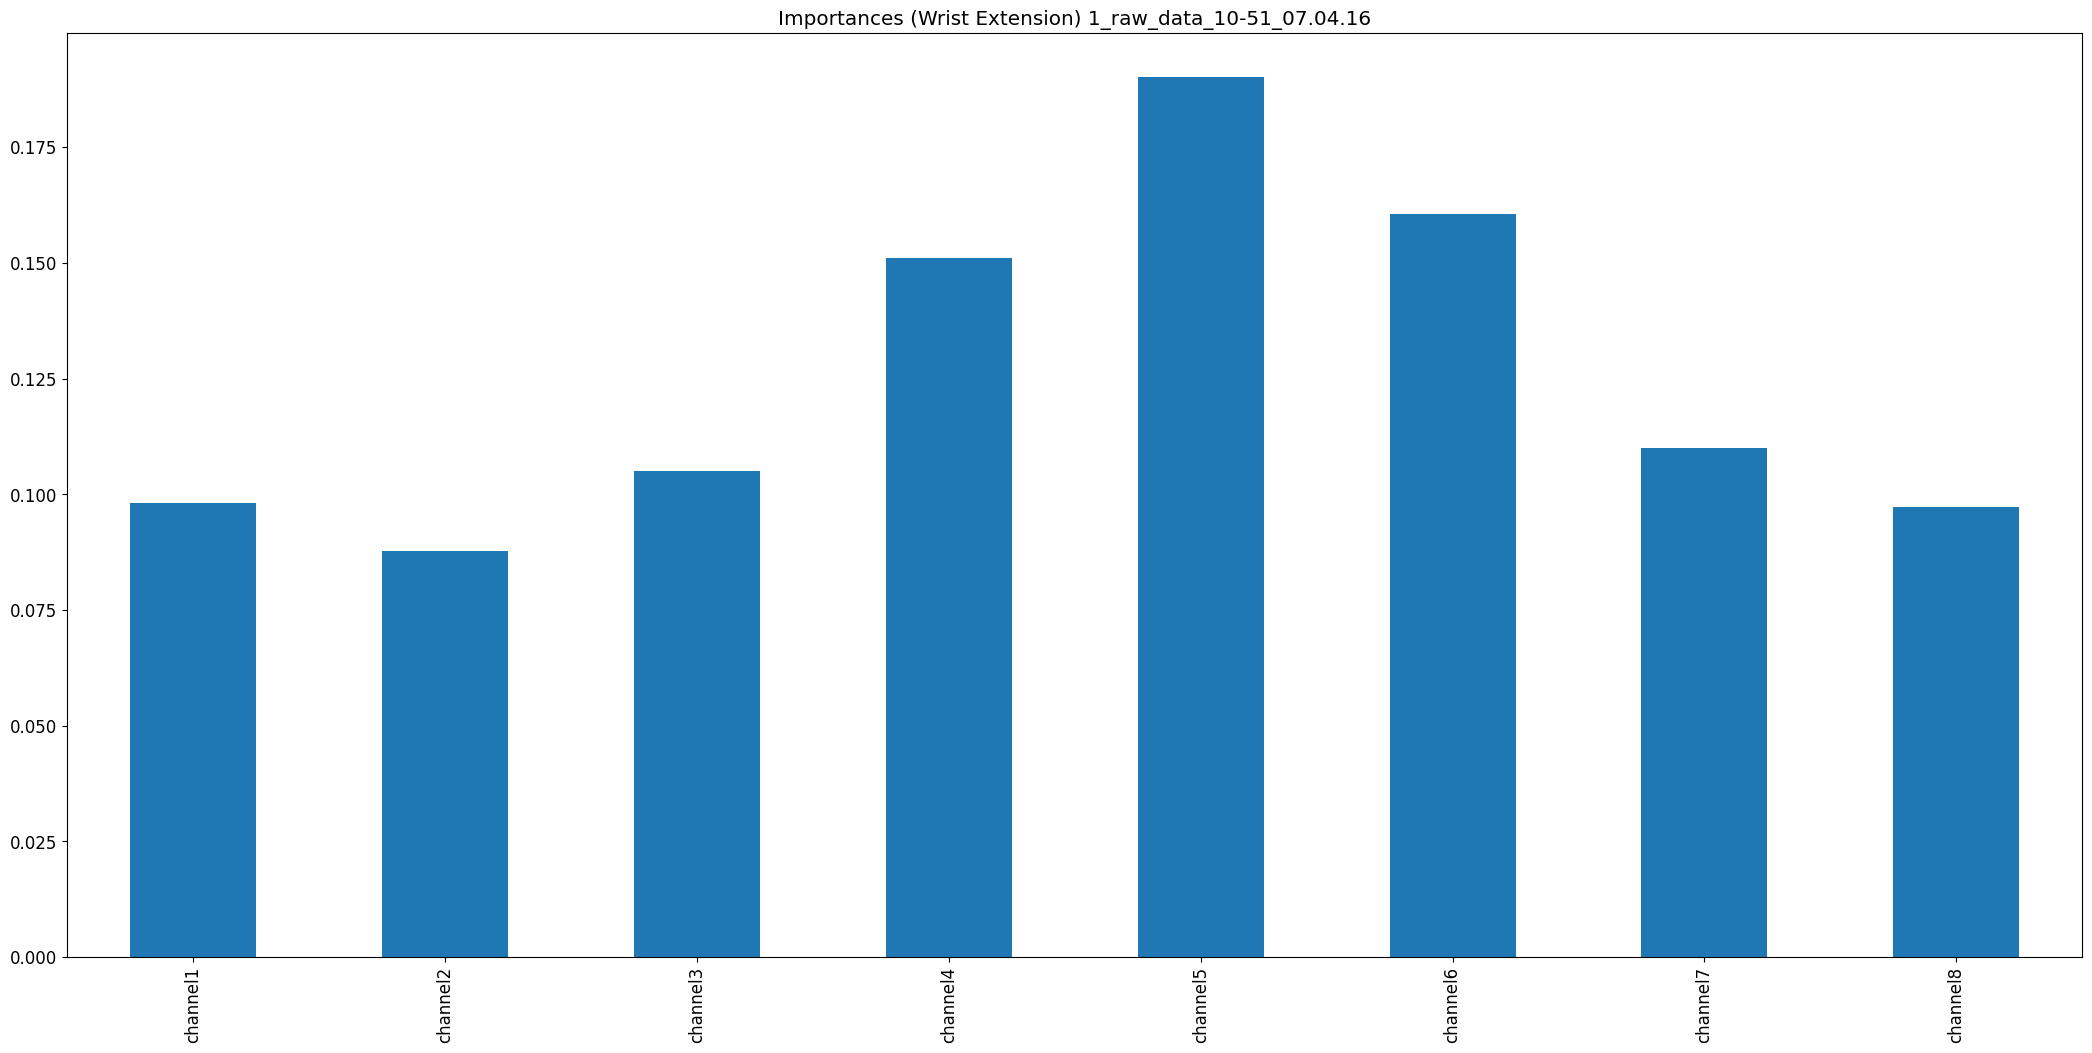 Importances (Wrist Extension) 1_raw_data_10-51_07.04.16
0.175
0.150
0.125
0.100
0.075
0.050
0.025
0.000
channel1
channel2
channel3
channel4
channel5
channel6
channel7
channel8